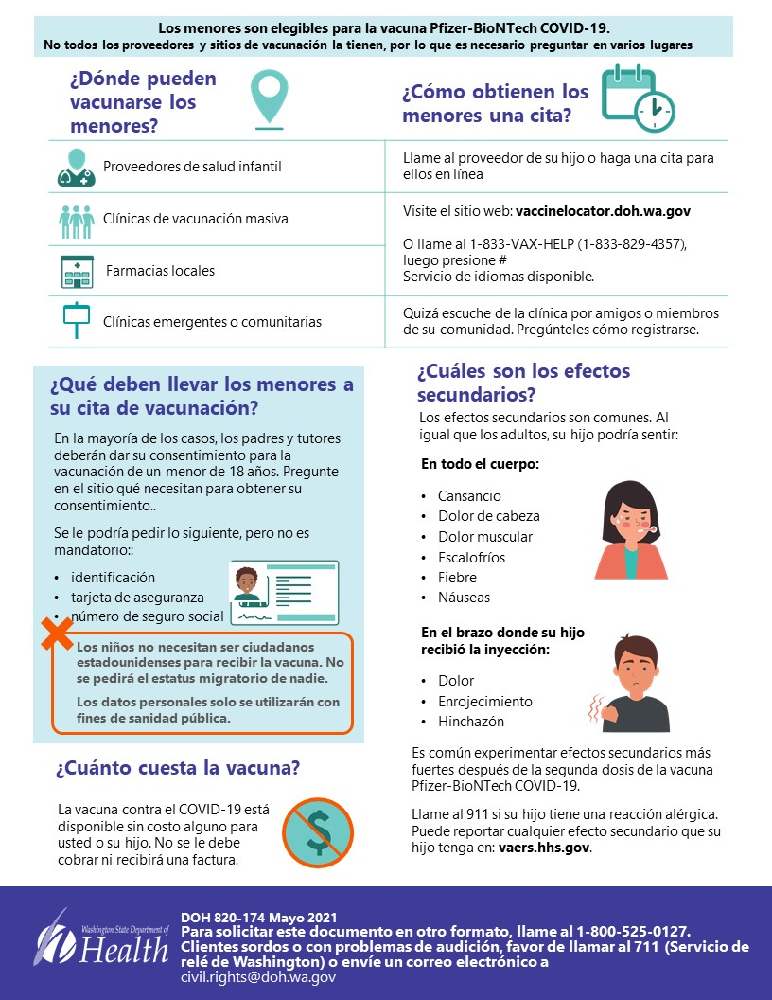 Los menores son elegibles para la vacuna Pfizer-BioNTech COVID-19.
No todos los proveedores y sitios de vacunación la tienen, por lo que es necesario preguntar en varios lugares
¿Dónde pueden
vacunarse los
menores?
¿Cómo obtienen los
menores una cita?
Proveedores de salud infantil
Llame al proveedor de su hijo o haga una cita para
ellos en línea
Clínicas de vacunación masiva
Farmacias locales
Visite el sitio web: vaccinelocator.doh.wa.gov
O llame al 1-833-VAX-HELP (1-833-829-4357),
luego presione #
Servicio de idiomas disponible.
Clínicas emergentes o comunitarias
Quizá escuche de la clínica por amigos o miembros
de su comunidad. Pregúnteles cómo registrarse.
¿Qué deben llevar los menores a
su cita de vacunación?
En la mayoría de los casos, los padres y tutores
deberán dar su consentimiento para la
vacunación de un menor de 18 años. Pregunte
en el sitio qué necesitan para obtener su
consentimiento..
Se le podría pedir lo siguiente, pero no es
mandatorio::
• identificación
• tarjeta de aseguranza
• número de seguro social
Los niños no necesitan ser ciudadanos
estadounidenses para recibir la vacuna. No
se pedirá el estatus migratorio de nadie.
Los datos personales solo se utilizarán con
fines de sanidad pública.
¿Cuánto cuesta la vacuna?
La vacuna contra el COVID-19 está
disponible sin costo alguno para
usted o su hijo. No se le debe
cobrar ni recibirá una factura.
$
¿Cuáles son los efectos
secundarios?
Los efectos secundarios son comunes. Al
igual que los adultos, su hijo podría sentir:
En todo el cuerpo:
• Cansancio
• Dolor de cabeza
• Dolor muscular
• Escalofríos
• Fiebre
• Náuseas
En el brazo donde su hijo
recibió la inyección:
• Dolor
• Enrojecimiento
• Hinchazón
Es común experimentar efectos secundarios más
fuertes después de la segunda dosis de la vacuna
Pfizer-BioNTech COVID-19.
Llame al 911 si su hijo tiene una reacción alérgica.
Puede reportar cualquier efecto secundario que su
hijo tenga en: vaers.hhs.gov.
Washington State Department of
Health
DOH 820-174 Mayo 2021
Para solicitar este documento en otro formato, llame al 1-800-525-0127.
Clientes sordos o con problemas de audición, favor de llamar al 711 (Servicio de
relé de Washington) o envíe un correo electrónico a
civil.rights@doh.wa.gov